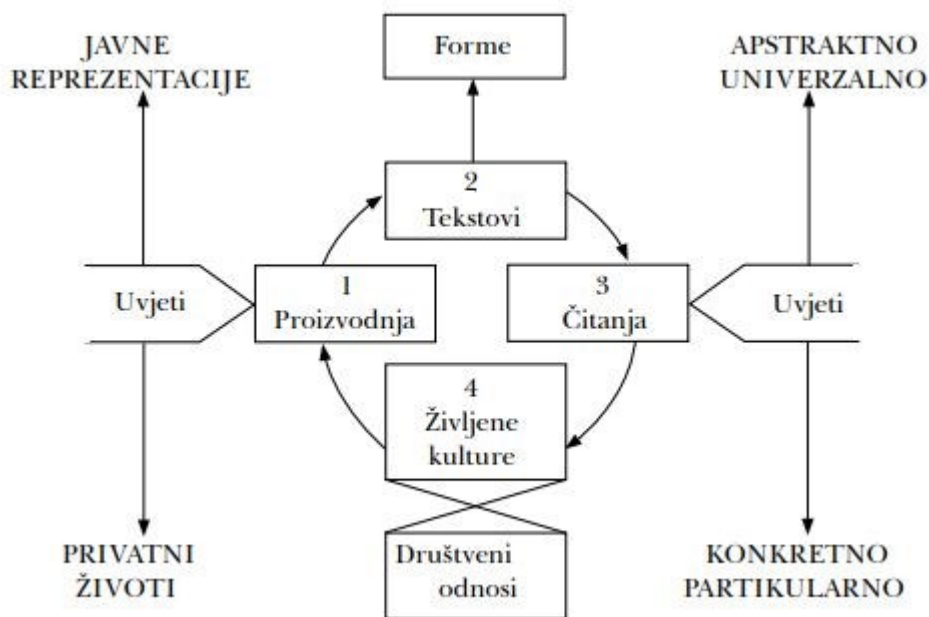 JAVNE
REPREZENTACIJE
Forme
APSTRAKTNO
UNIVERZALNO
2
Tekstovi
Uvjeti
1
Proizvodnja
3
Čitanja
Uvjeti
4
Življene
kulture
PRIVATNI
ŽIVOTI
Društveni
odnosi
KONKRETNO
PARTIKULARNO